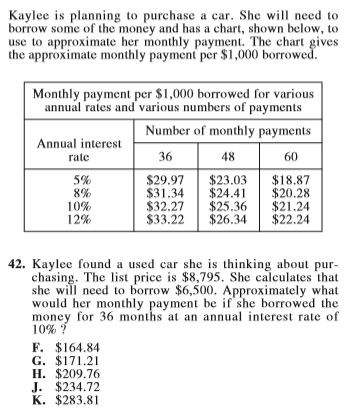 Kaylee is planning to purchase a car. She will need to
borrow some of the money and has a chart, shown below, to
use to approximate her monthly payment. The chart gives
the approximate monthly payment per $1,000 borrowed.
Monthly payment per $1,000 borrowed for various
annual rates and various numbers of payments
Annual interest
rate
Number of monthly payments
36 48 60
5% $29.97 $23.03 $18.87
8% $31.34 $24.41 $20.28
10% $32.27 $25.36 $21.24
12% $33.22 $26.34 $22.24
42. Kaylee found a used car she is thinking about pur-
chasing. The list price is $8,795. She calculates that
she will need to borrow $6,500. Approximately what
would her monthly payment be if she borrowed the
money for 36 months at an annual interest rate of
10% ?
F. $164.84
G. $171.21
H. $209.76
J. $234.72
K. $283.81